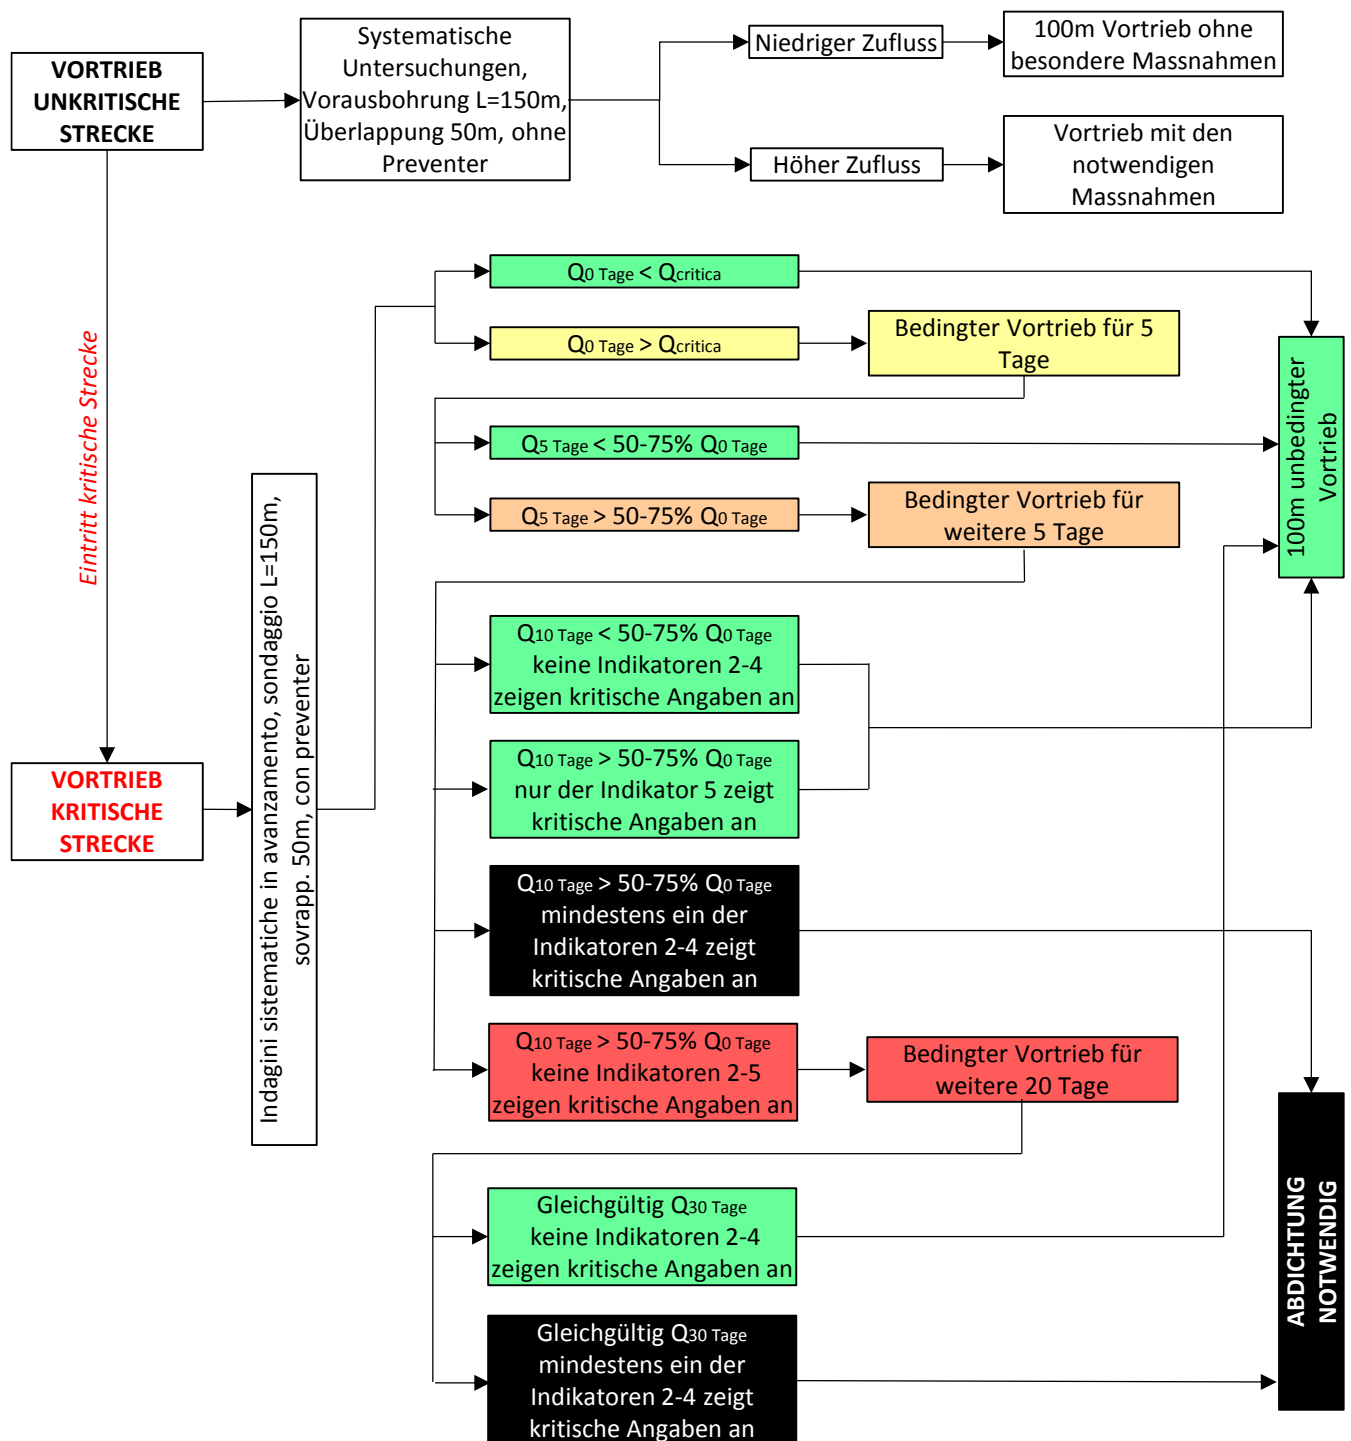 VORTRIEB
UNKRITISCHE
STRECKE
Systematische
Untersuchungen,
Vorausbohrung L=150m,
Überlappung 50m, ohne
Preventer
Niedriger Zufluss
100m Vortrieb ohne
besondere Massnahmen
Höher Zufluss
Vortrieb mit den
notwendigen
Massnahmen
Eintritt kritische Strecke
VORTRIEB
KRITISCHE
STRECKE
Indagini sistematiche in avanzamento, sondaggio L=150m,
sovrapp. 50m, con preventer
Q0 Tage < Qcritica
Q0 Tage > Qcritica
Bedingter Vortrieb für 5
Tage
Q5 Tage < 50-75% Q0 Tage
Q5 Tage > 50-75% Q0 Tage
Bedingter Vortrieb für
weitere 5 Tage
100m unbedingter
Vortrieb
Q10 Tage < 50-75% Q0 Tage
keine Indikatoren 2-4
zeigen kritische Angaben an
Q10 Tage > 50-75% Q0 Tage
nur der Indikator 5 zeigt
kritische Angaben an
Q10 Tage > 50-75% Q0 Tage
mindestens ein der
Indikatoren 2-4 zeigt
kritische Angaben an
Q10 Tage > 50-75% Q0 Tage
keine Indikatoren 2-5
zeigen kritische Angaben an
Bedingter Vortrieb für
weitere 20 Tage
Gleichgültig Q30 Tage
keine Indikatoren 2-4
zeigen kritische Angaben an
Gleichgültig Q30 Tage
mindestens ein der
Indikatoren 2-4 zeigt
kritische Angaben an
ABDICHTUNG
NOTWENDIG